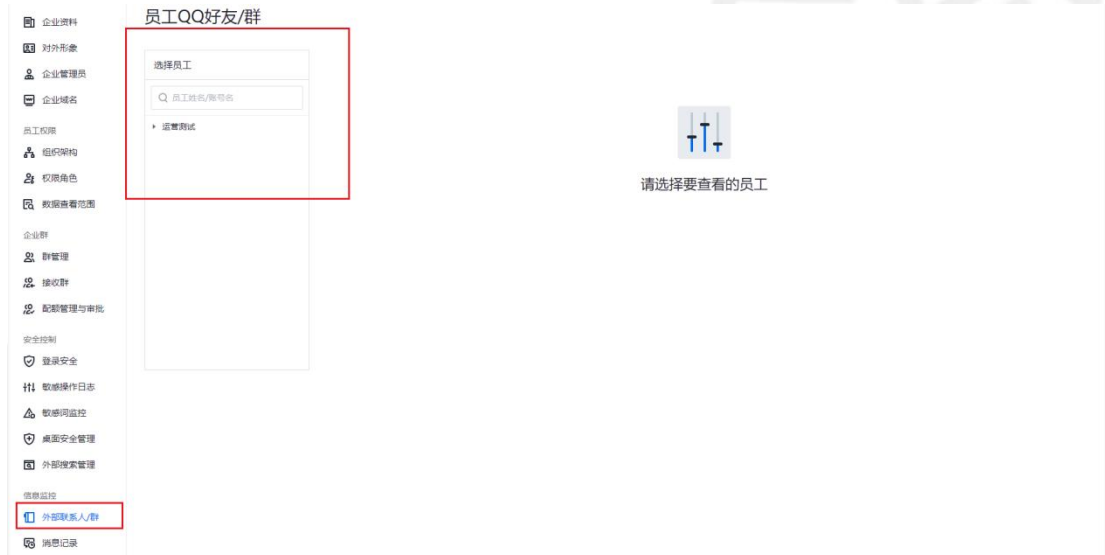 企业资料
对外形象
企业管理员
企业域名
员工权限
组织架构
权限角色
数据查看范围
企业群
群管理
接收群
配额管理与审批
安全控制
登录安全
敏感操作日志
敏感词监控
桌面安全管理
外部搜索管理
信息监控
外部联系人/群
消息记录
员工QQ好友/群
选择员工
员工姓名/账号名
运营测试
请选择要查看的员工